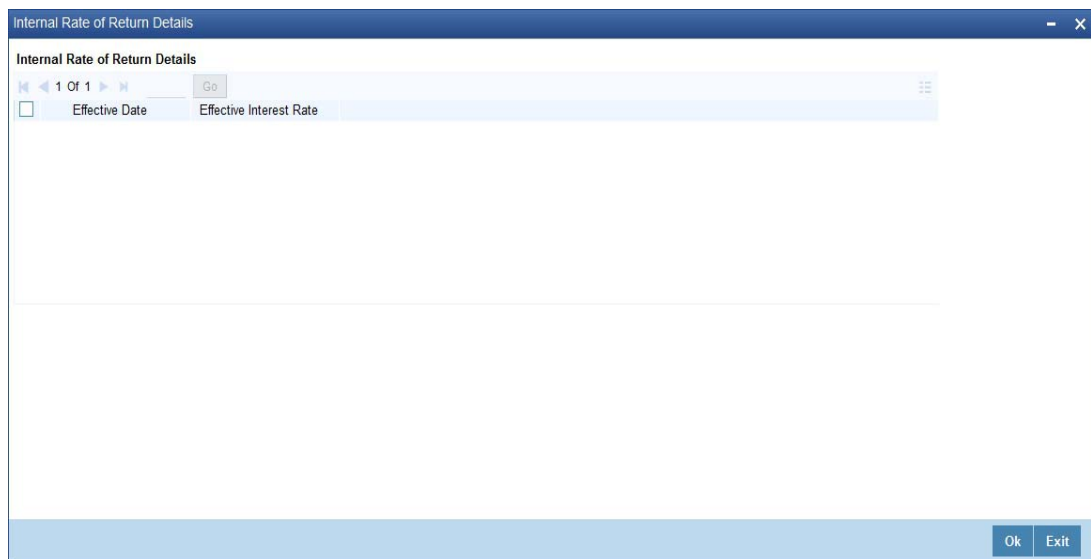 Internal Rate of Return Details
Internal Rate of Return Details
1 Of 1 Go
Effective Date Effective Interest Rate
Ok Exit